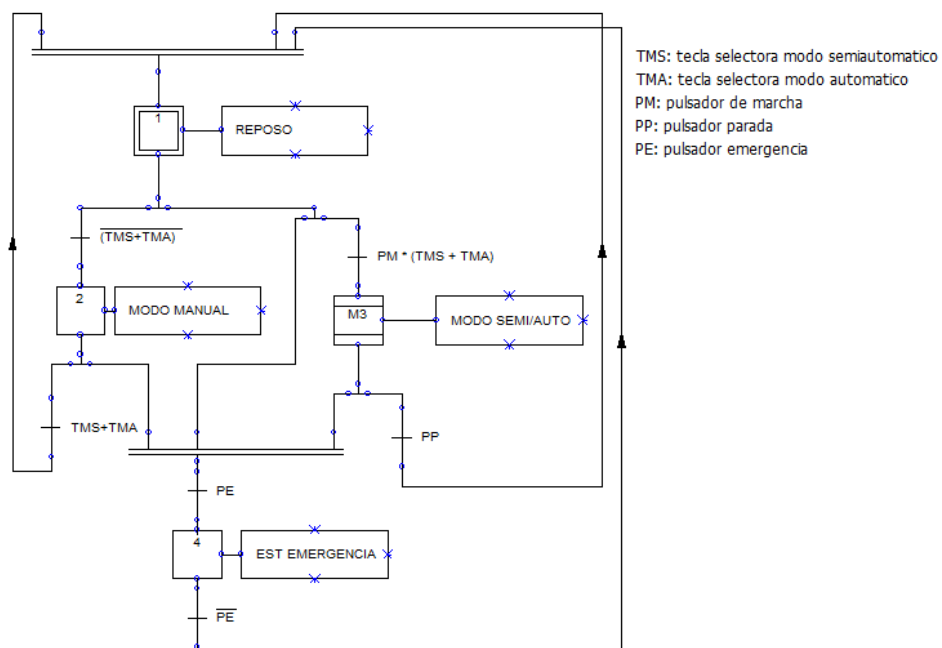 TMS: tecla selectora modo semiautomatico
TMA: tecla selectora modo automatico
PM: pulsador de marcha
PP: pulsador parada
PE: pulsador emergencia
1
REPOSO
(TMS+TMA)
PM * (TMS + TMA)
2
MODO MANUAL
M3
MODO SEMI/AUTO
TMS+TMA
PP
PE
4
EST EMERGENCIA
PE